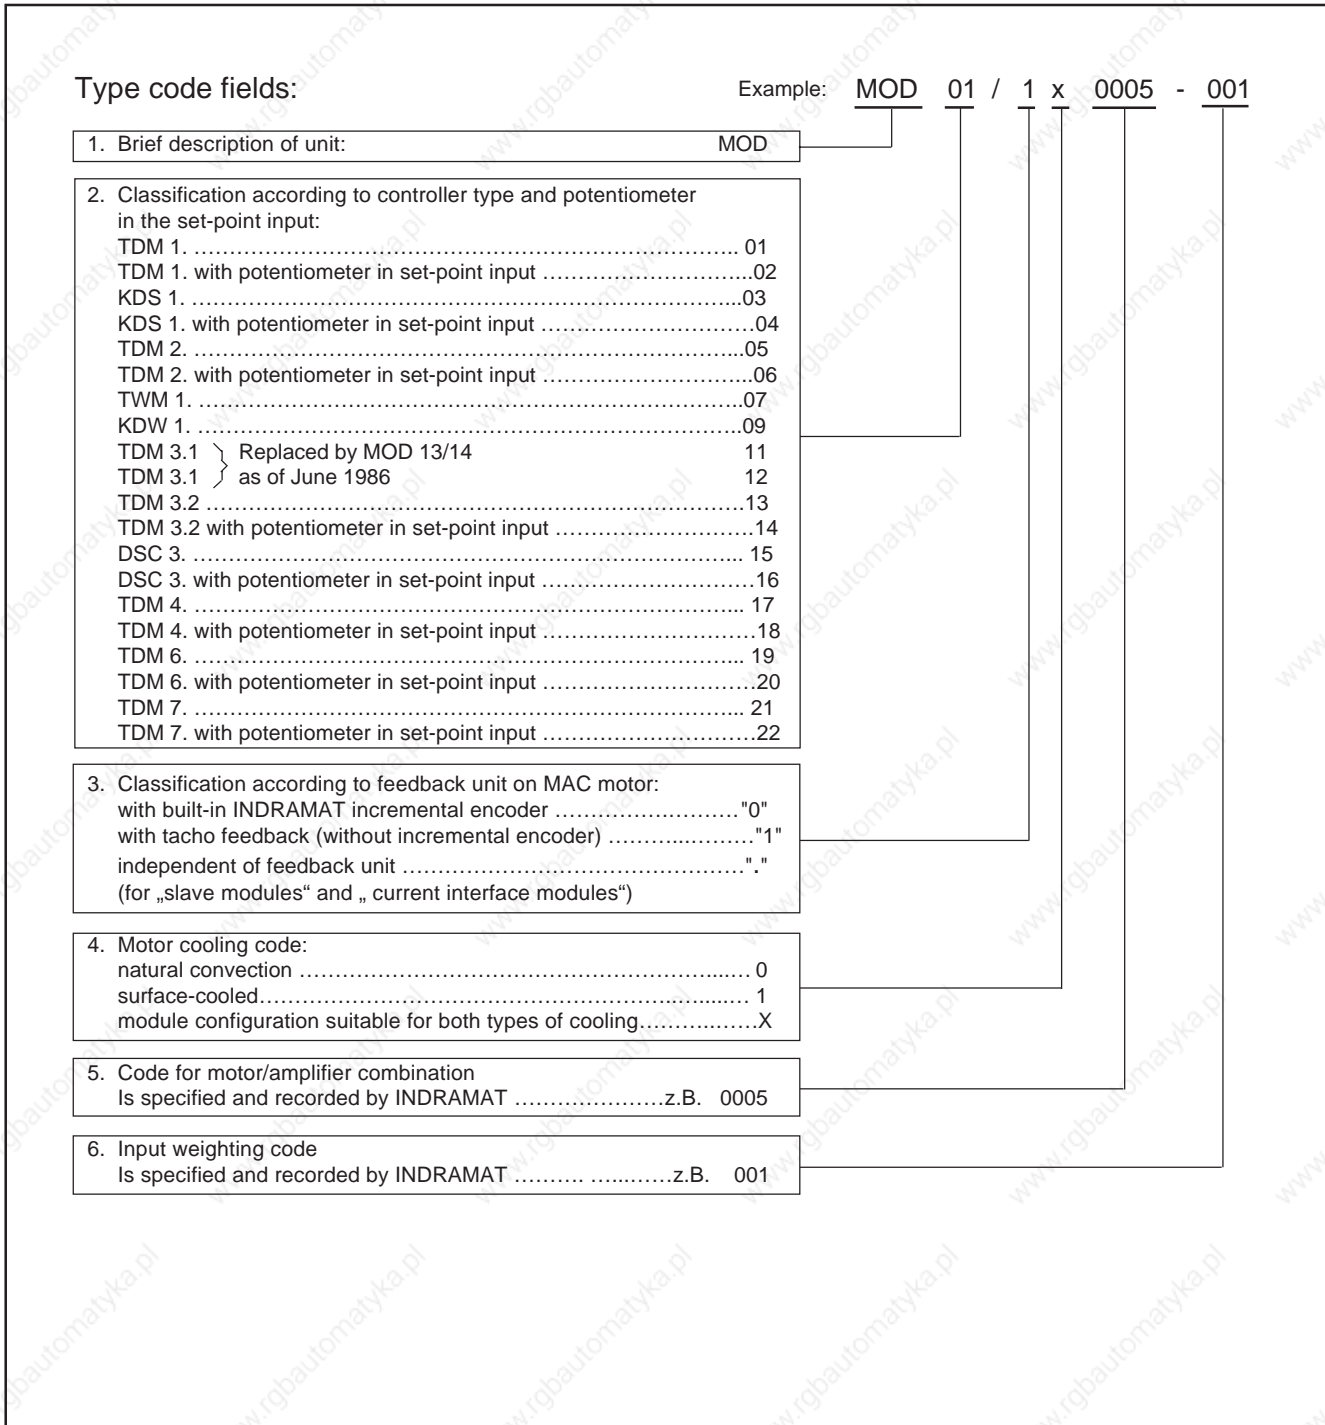 Type code fields:
Example: MOD 01 / 1 x 0005 - 001
1. Brief description of unit: MOD
2. Classification according to controller type and potentiometer
in the set-point input:
TDM 1. ……………………………………………………………….. 01
TDM 1. with potentiometer in set-point input ………………………...02
KDS 1. …………………………………………………………………...03
KDS 1. with potentiometer in set-point input …………………………04
TDM 2. …………………………………………………………………...05
TDM 2. with potentiometer in set-point input ………………………...06
TWM 1. ………………………………………………………………….07
KDW 1. ………………………………………………………………….09
TDM 3.1 Replaced by MOD 13/14 11
TDM 3.1 as of June 1986 12
TDM 3.2 …………………………………………………………………13
TDM 3.2 with potentiometer in set-point input ……………………….14
DSC 3. …………………………………………………………………... 15
DSC 3. with potentiometer in set-point input …………………………16
TDM 4. …………………………………………………………………... 17
TDM 4. with potentiometer in set-point input …………………………18
TDM 6. …………………………………………………………………... 19
TDM 6. with potentiometer in set-point input …………………………20
TDM 7. …………………………………………………………………... 21
TDM 7. with potentiometer in set-point input …………………………22
3. Classification according to feedback unit on MAC motor:
with built-in INDRAMAT incremental encoder …………….………"0"
with tacho feedback (without incremental encoder) ………...………"1"
independent of feedback unit …………………………………………"."
(for „slave modules“ and „ current interface modules“)
4. Motor cooling code:
natural convection ………………………………………………....… 0
surface-cooled…………………………………………….…….....… 1
module configuration suitable for both types of cooling………..……X
5. Code for motor/amplifier combination
Is specified and recorded by INDRAMAT …………………z.B. 0005
6. Input weighting code
Is specified and recorded by INDRAMAT ………. …...……z.B. 001
www.rgbautomatyka.pl